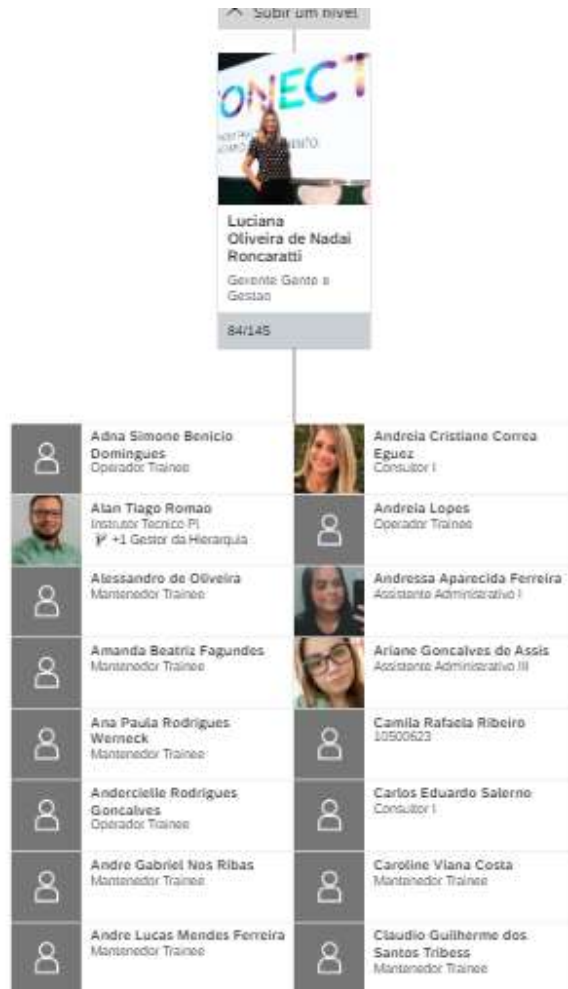 Subir um nível
ONECT
Luciana
Oliveira de Nadai
Roncaratti
Gerente Gente e
Gestao
84/145
Adna Simone Benicio
Domingues
Operador Trainee
Andreia Cristiane Correa
Eguez
Consultor I
Alan Tiago Romao
Instrutor Tecnico Pl
+1 Gestor da Hierarquia
Andreia Lopes
Operador Trainee
Alessandro de Oliveira
Mantenedor Trainee
Andressa Aparecida Ferreira
Assistente Administrativo I
Amanda Beatriz Fagundes
Mantenedor Trainee
Ariane Goncalves de Assis
Assistente Administrativo III
Ana Paula Rodrigues
Werneck
Mantenedor Trainee
Camila Rafaela Ribeiro
10500623
Andercielle Rodrigues
Goncalves
Operador Trainee
Carlos Eduardo Salerno
Consultor I
Andre Gabriel Nos Ribas
Mantenedor Trainee
Caroline Viana Costa
Mantenedor Trainee
Andre Lucas Mendes Ferreira
Mantenedor Trainee
Claudio Guilherme dos
Santos Tribess
Mantenedor Trainee